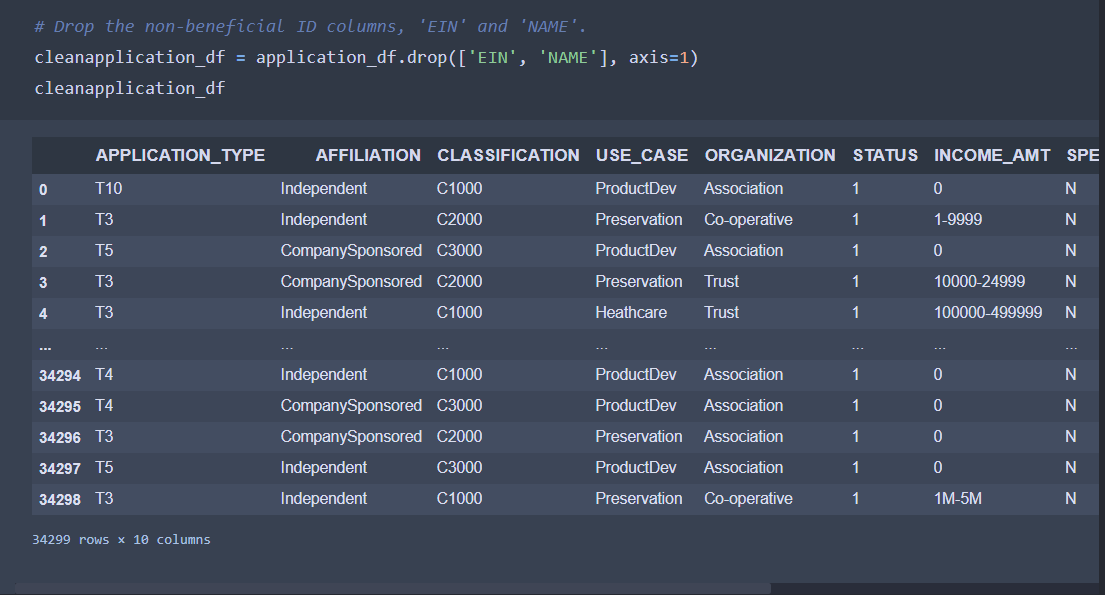 # Drop the non-beneficial ID columns, 'EIN' and 'NAME'.
cleanapplication_df = application_df.drop(['EIN', 'NAME'], axis=1)
cleanapplication_df
APPLICATION_TYPE AFFILIATION CLASSIFICATION USE_CASE ORGANIZATION STATUS INCOME_AMT SPE
0 T10 Independent C1000 ProductDev Association 1 0 N
1 T3 Independent C2000 Preservation Co-operative 1 1-9999 N
2 T5 CompanySponsored C3000 ProductDev Association 1 0 N
3 T3 CompanySponsored C2000 Preservation Trust 1 10000-24999 N
4 T3 Independent C1000 Heathcare Trust 1 100000-499999 N
... ... ... ... ... ... ... ... ...
34294 T4 Independent C1000 ProductDev Association 1 0 N
34295 T4 CompanySponsored C3000 ProductDev Association 1 0 N
34296 T3 CompanySponsored C2000 Preservation Association 1 0 N
34297 T5 Independent C3000 ProductDev Association 1 0 N
34298 T3 Independent C1000 Preservation Co-operative 1 1M-5M N
34299 rows × 10 columns